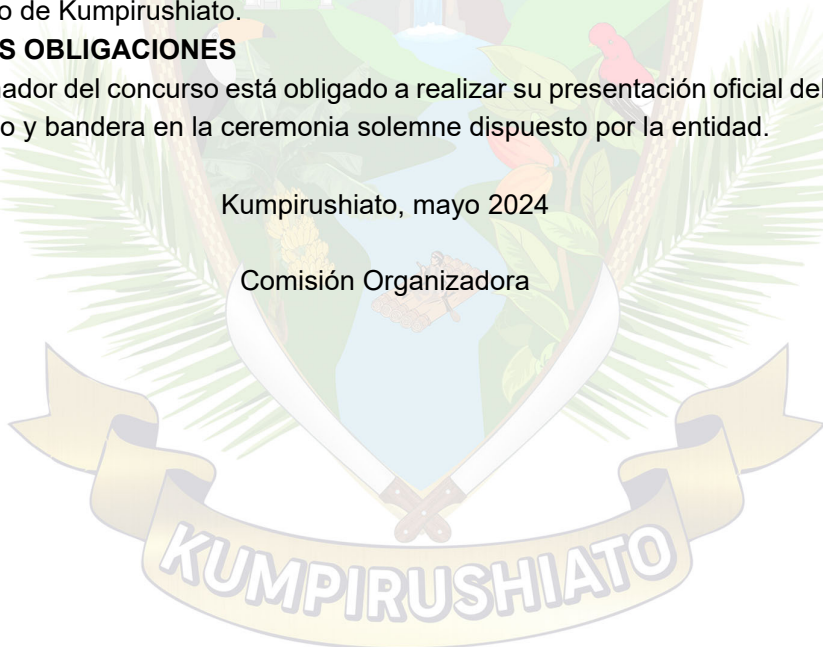 o de Kumpirushiato.
S OBLIGACIONES
nador del concurso está obligado a realizar su presentación oficial del
o y bandera en la ceremonia solemne dispuesto por la entidad.
Kumpirushiato, mayo 2024
Comisión Organizadora
KUMPIRUSHIATO